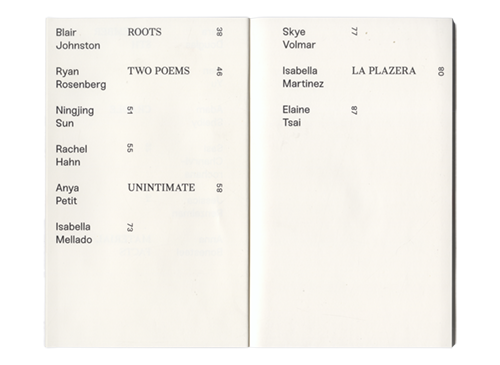 Blair Johnston ROOTS 38
Ryan Rosenberg TWO POEMS 46
Ningjing Sun 51
Rachel Hahn 55
Anya Petit UNINTIMATE 58
Isabella Mellado 73
Skye Volmar 77
Isabella Martinez LA PLAZERA 80
Elaine Tsai 87